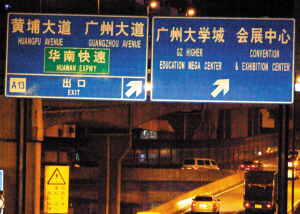 黄埔大道 广州大道
HUANGPU AVENUE GUANGZHOU AVENUE
华南快速
HUANAN EXPWY
A13
出口
EXIT
广州大学城 会展中心
GZ HIGHER EDUCATION MEGA CENTER
CONVENTION & EXHIBITION CENTER